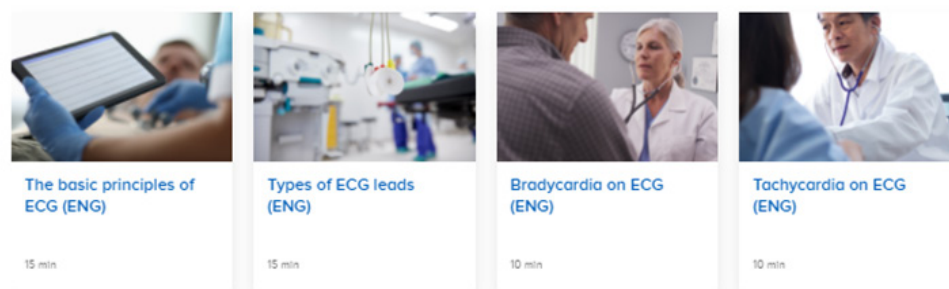 The basic principles of
ECG (ENG)
15 min
Types of ECG leads
(ENG)
15 min
Bradycardia on ECG
(ENG)
10 min
Tachycardia on ECG
(ENG)
10 min